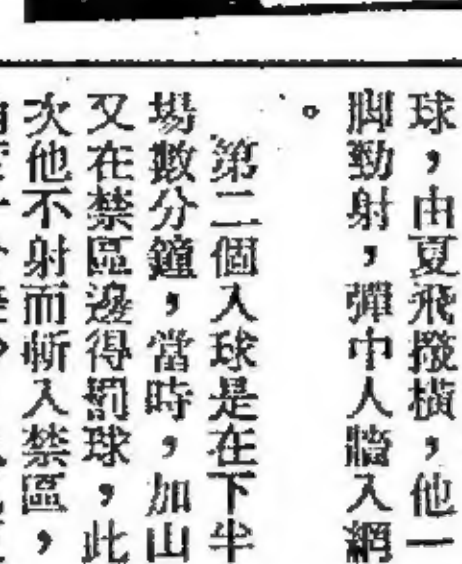 球，由夏飛撥橫，他一
脚勁射，彈中人牆入網
。
第二個入球是在下半
場數分鐘，當時，加山
又在禁區邊得罰球，此
次他不射而斬入禁區，